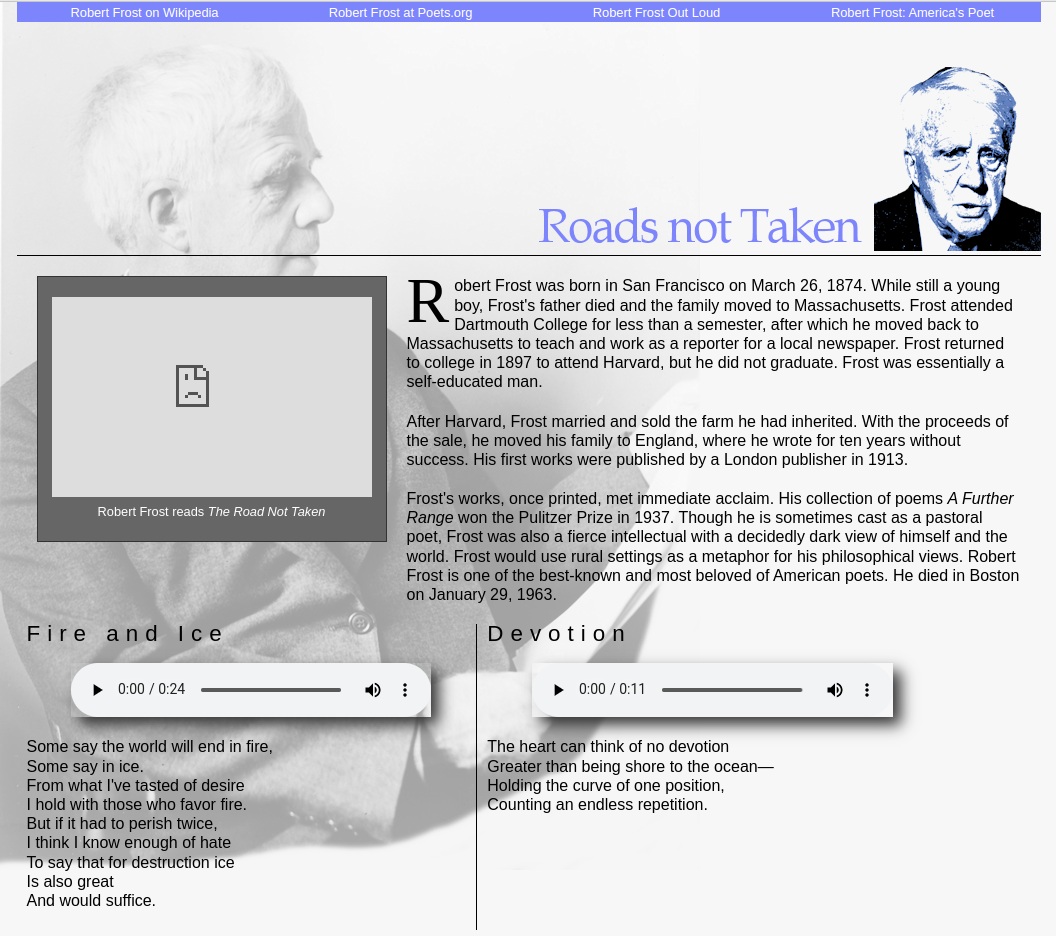 Robert Frost on Wikipedia
Robert Frost at Poets.org
Robert Frost Out Loud
Robert Frost: America's Poet
Roads not Taken
Robert Frost reads The Road Not Taken
Robert Frost was born in San Francisco on March 26, 1874. While still a young
boy, Frost's father died and the family moved to Massachusetts. Frost attended
Dartmouth College for less than a semester, after which he moved back to
Massachusetts to teach and work as a reporter for a local newspaper. Frost returned
to college in 1897 to attend Harvard, but he did not graduate. Frost was essentially a
self-educated man.
After Harvard, Frost married and sold the farm he had inherited. With the proceeds of
the sale, he moved his family to England, where he wrote for ten years without
success. His first works were published by a London publisher in 1913.
Frost's works, once printed, met immediate acclaim. His collection of poems A Further
Range won the Pulitzer Prize in 1937. Though he is sometimes cast as a pastoral
poet, Frost was also a fierce intellectual with a decidedly dark view of himself and the
world. Frost would use rural settings as a metaphor for his philosophical views. Robert
Frost is one of the best-known and most beloved of American poets. He died in Boston
on January 29, 1963.
Fire and Ice
0:00 / 0:24
Some say the world will end in fire,
Some say in ice.
From what I've tasted of desire
I hold with those who favor fire.
But if it had to perish twice,
I think I know enough of hate
To say that for destruction ice
Is also great
And would suffice.
Devotion
0:00 / 0:11
The heart can think of no devotion
Greater than being shore to the ocean—
Holding the curve of one position,
Counting an endless repetition.